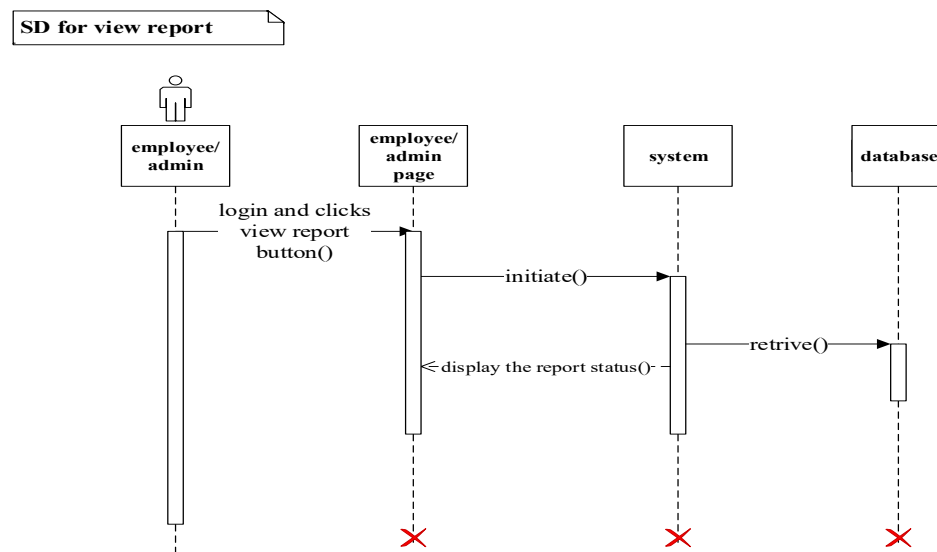 SD for view report
employee/
admin
employee/
admin
page
system
database
login and clicks
view report
button()
initiate()
retrive()
display the report status()